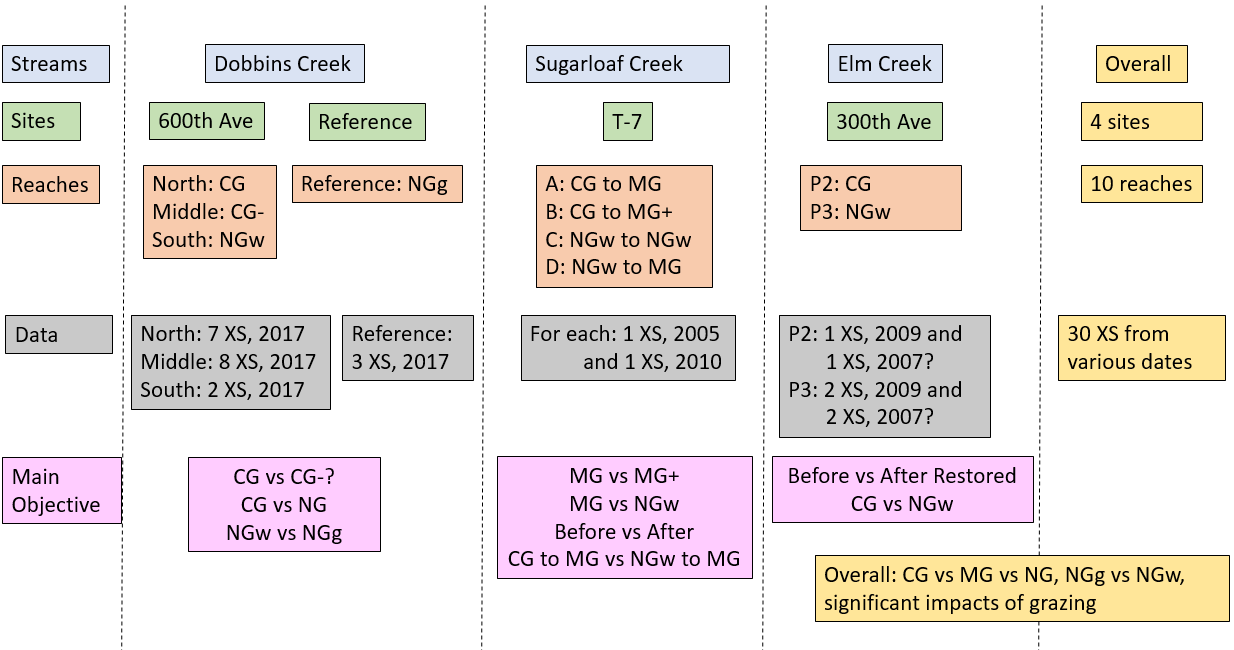 Streams
Dobbins Creek
Sugarloaf Creek
Elm Creek
Overall
Sites
600th Ave
Reference
T-7
300th Ave
4 sites
Reaches
North: CG
Middle: CG-
South: NGw
Reference: NGg
A: CG to MG
B: CG to MG+
C: NGw to NGw
D: NGw to MG
P2: CG
P3: NGw
10 reaches
Data
North: 7 XS, 2017
Middle: 8 XS, 2017
South: 2 XS, 2017
Reference:
3 XS, 2017
For each: 1 XS, 2005
and 1 XS, 2010
P2: 1 XS, 2009 and
1 XS, 2007?
P3: 2 XS, 2009 and
2 XS, 2007?
30 XS from
various dates
Main
Objective
CG vs CG-?
CG vs NG
NGw vs NGg
MG vs MG+
MG vs NGw
Before vs After
CG to MG vs NGw to MG
Before vs After Restored
CG vs NGw
Overall: CG vs MG vs NG, NGg vs NGw,
significant impacts of grazing